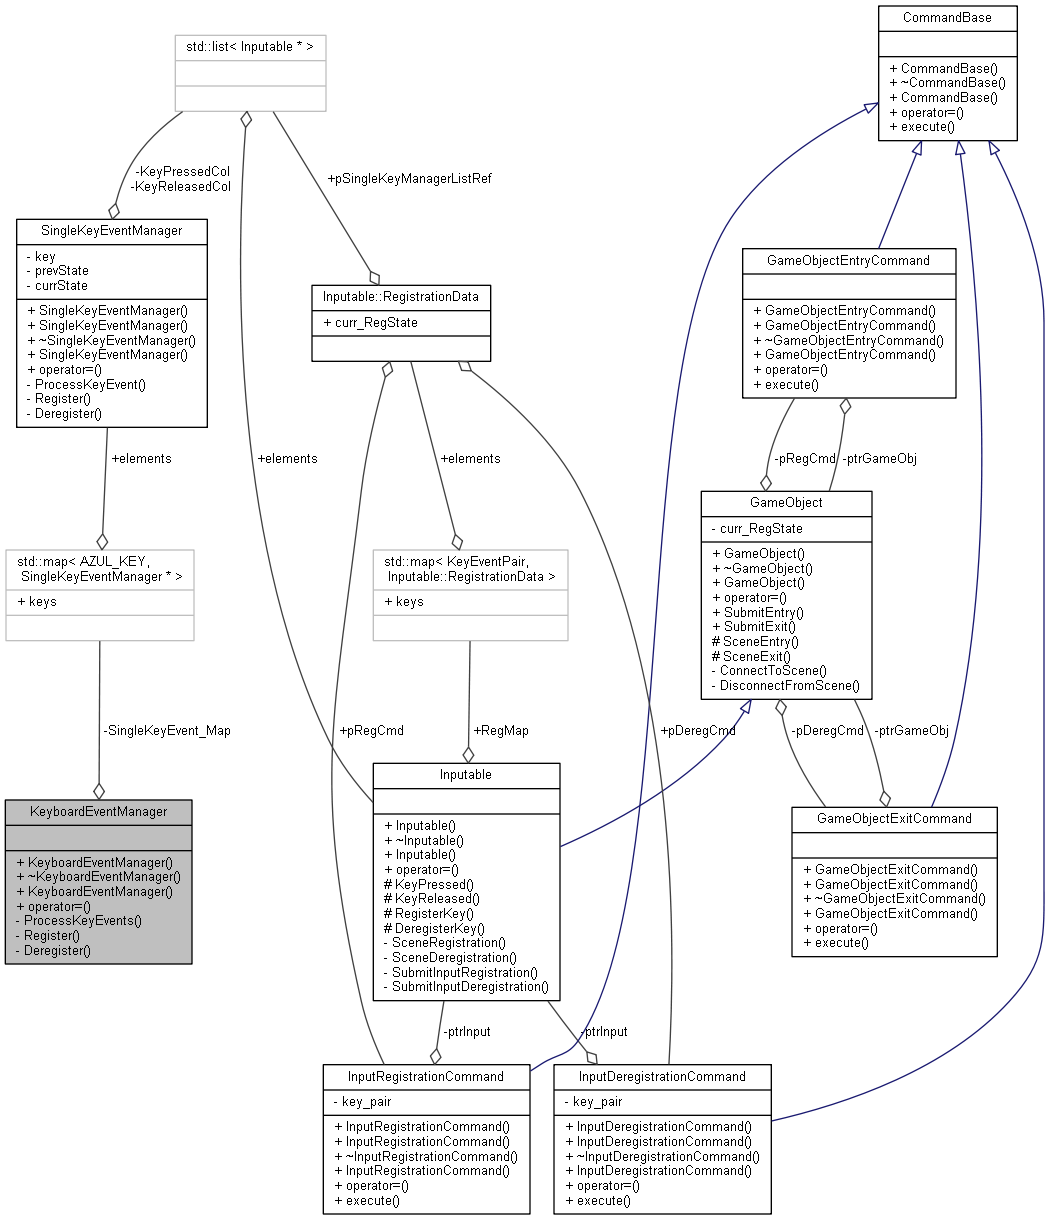 CommandBase
+ CommandBase()
+ ~CommandBase()
+ CommandBase()
+ operator=()
+ execute()
std::list< Inputable * >
-KeyPressedCol
-KeyReleasedCol
+pSingleKeyManagerListRef
SingleKeyEventManager
- key
- prevState
- currState
+ SingleKeyEventManager()
+ SingleKeyEventManager()
+ ~SingleKeyEventManager()
+ SingleKeyEventManager()
+ operator=()
- ProcessKeyEvent()
- Register()
- Deregister()
Inputable::RegistrationData
+ curr_RegState
GameObjectEntryCommand
+ GameObjectEntryCommand()
+ GameObjectEntryCommand()
+ ~GameObjectEntryCommand()
+ GameObjectEntryCommand()
+ operator=()
+ execute()
+elements
+elements
+elements
-pRegCmd
-ptrGameObj
GameObject
- curr_RegState
+ GameObject()
+ ~GameObject()
+ GameObject()
+ operator=()
+ SubmitEntry()
+ SubmitExit()
# SceneEntry()
# SceneExit()
- ConnectToScene()
- DisconnectFromScene()
std::map< AZUL_KEY,
SingleKeyEventManager * >
+ keys
std::map< KeyEventPair,
Inputable::RegistrationData >
+ keys
-SingleKeyEvent_Map
+pRegCmd
+RegMap
+pDeregCmd
-pDeregCmd
-ptrGameObj
KeyboardEventManager
+ KeyboardEventManager()
+ ~KeyboardEventManager()
+ KeyboardEventManager()
+ operator=()
- ProcessKeyEvents()
- Register()
- Deregister()
Inputable
+ Inputable()
+ ~Inputable()
+ Inputable()
+ operator=()
# KeyPressed()
# KeyReleased()
# RegisterKey()
# DeregisterKey()
- SceneRegistration()
- SceneDeregistration()
- SubmitInputRegistration()
- SubmitInputDeregistration()
GameObjectExitCommand
+ GameObjectExitCommand()
+ GameObjectExitCommand()
+ ~GameObjectExitCommand()
+ GameObjectExitCommand()
+ operator=()
+ execute()
-ptrInput
-ptrInput
InputRegistrationCommand
- key_pair
+ InputRegistrationCommand()
+ InputRegistrationCommand()
+ ~InputRegistrationCommand()
+ InputRegistrationCommand()
+ operator=()
+ execute()
InputDeregistrationCommand
- key_pair
+ InputDeregistrationCommand()
+ InputDeregistrationCommand()
+ ~InputDeregistrationCommand()
+ InputDeregistrationCommand()
+ operator=()
+ execute()